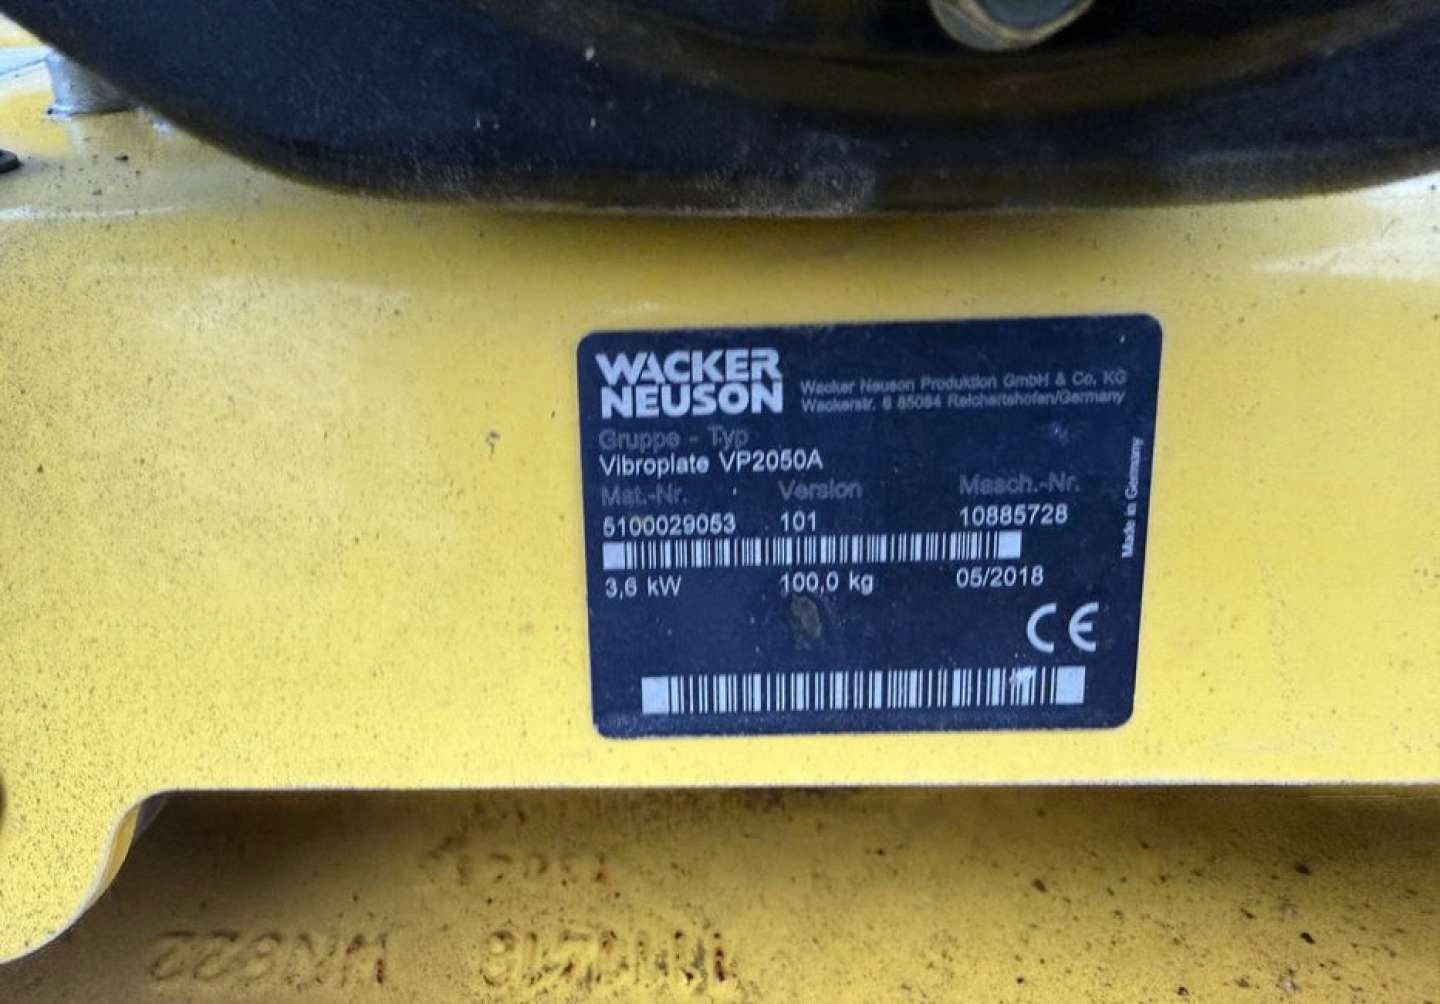 WACKER
NEUSON
Wacker Neuson Produktion GmbH & Co. KG
Wackerstr. 6 85084 Reichertshofen/Germany
Gruppe - Typ
Vibroplate VP2050A
Mat.-Nr. Version Masch.-Nr.
5100029053 101 10885728
3,6 kW 100,0 kg 05/2018
CE
Made in Germany